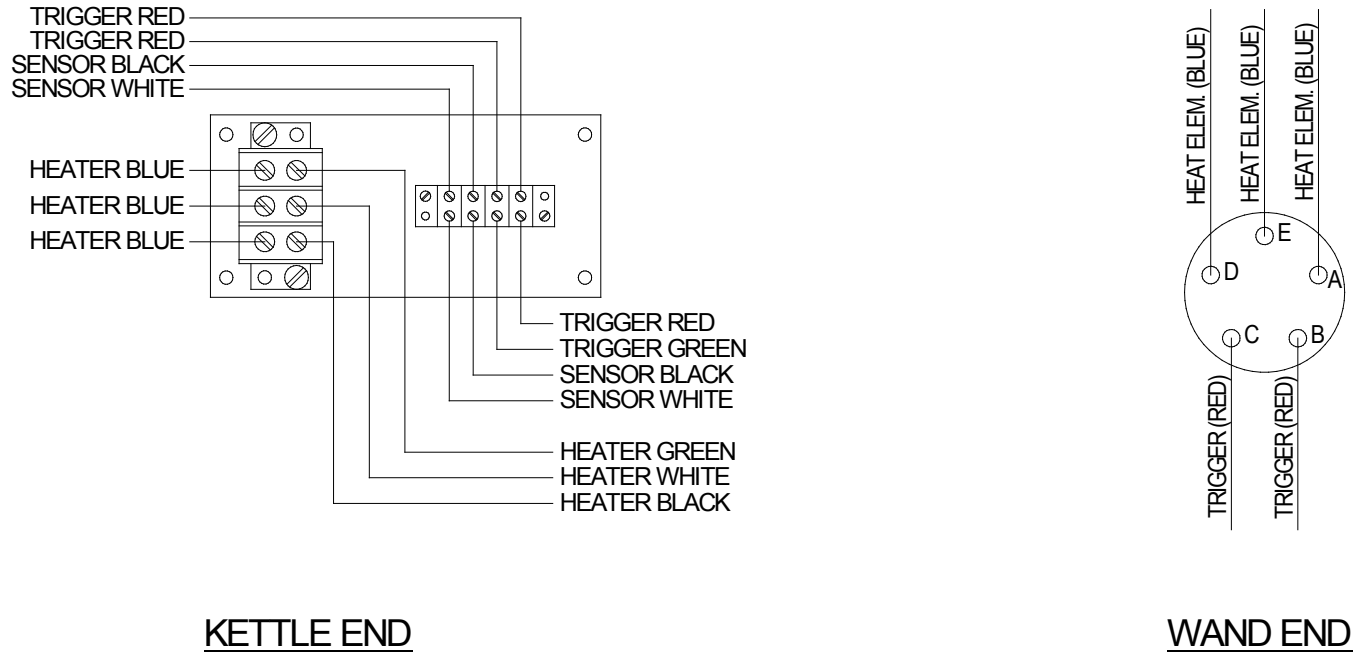 TRIGGER RED
TRIGGER RED
SENSOR BLACK
SENSOR WHITE
HEATER BLUE
HEATER BLUE
HEATER BLUE
TRIGGER RED
TRIGGER GREEN
SENSOR BLACK
SENSOR WHITE
HEATER GREEN
HEATER WHITE
HEATER BLACK
KETTLE END
HEAT ELEM. (BLUE)
HEAT ELEM. (BLUE)
HEAT ELEM. (BLUE)
E
D
A
C
B
TRIGGER (RED)
TRIGGER (RED)
WAND END